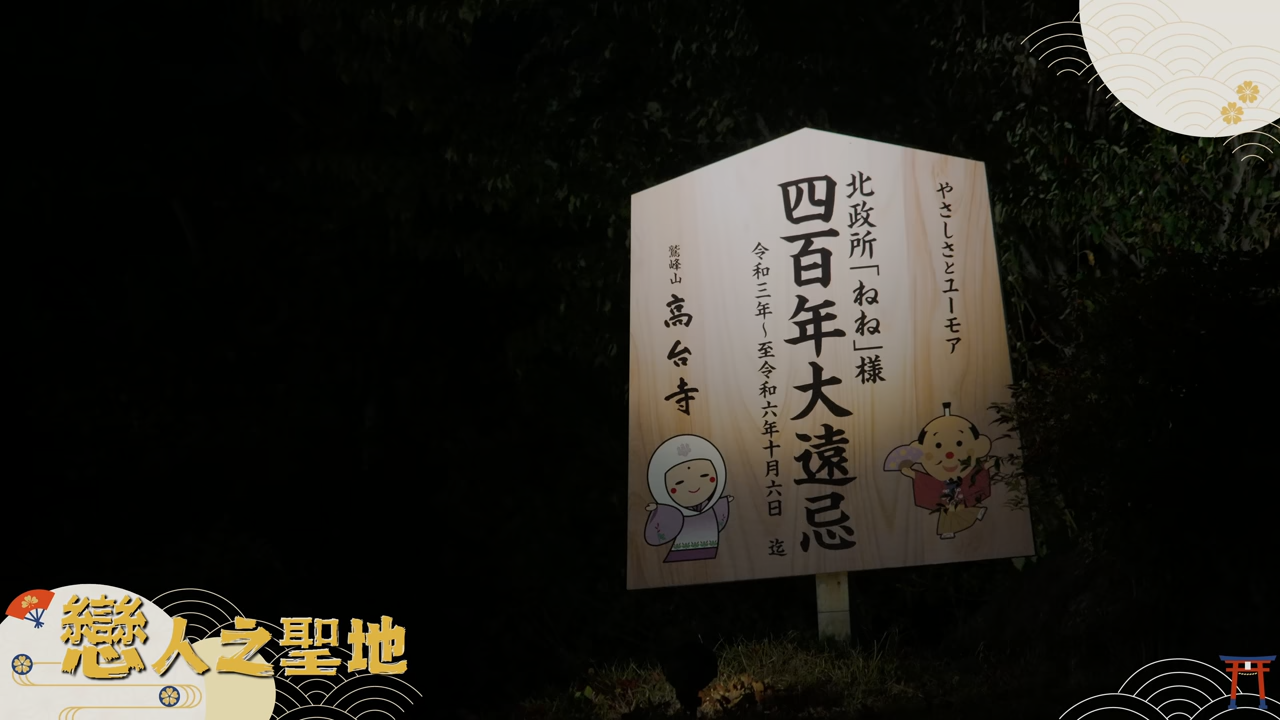 やさしさとユーモア
北政所「ねね」様
四百年大遠忌
令和三年〜至令和六年十月六日 迄
鷲峰山 高台寺
戀人之聖地